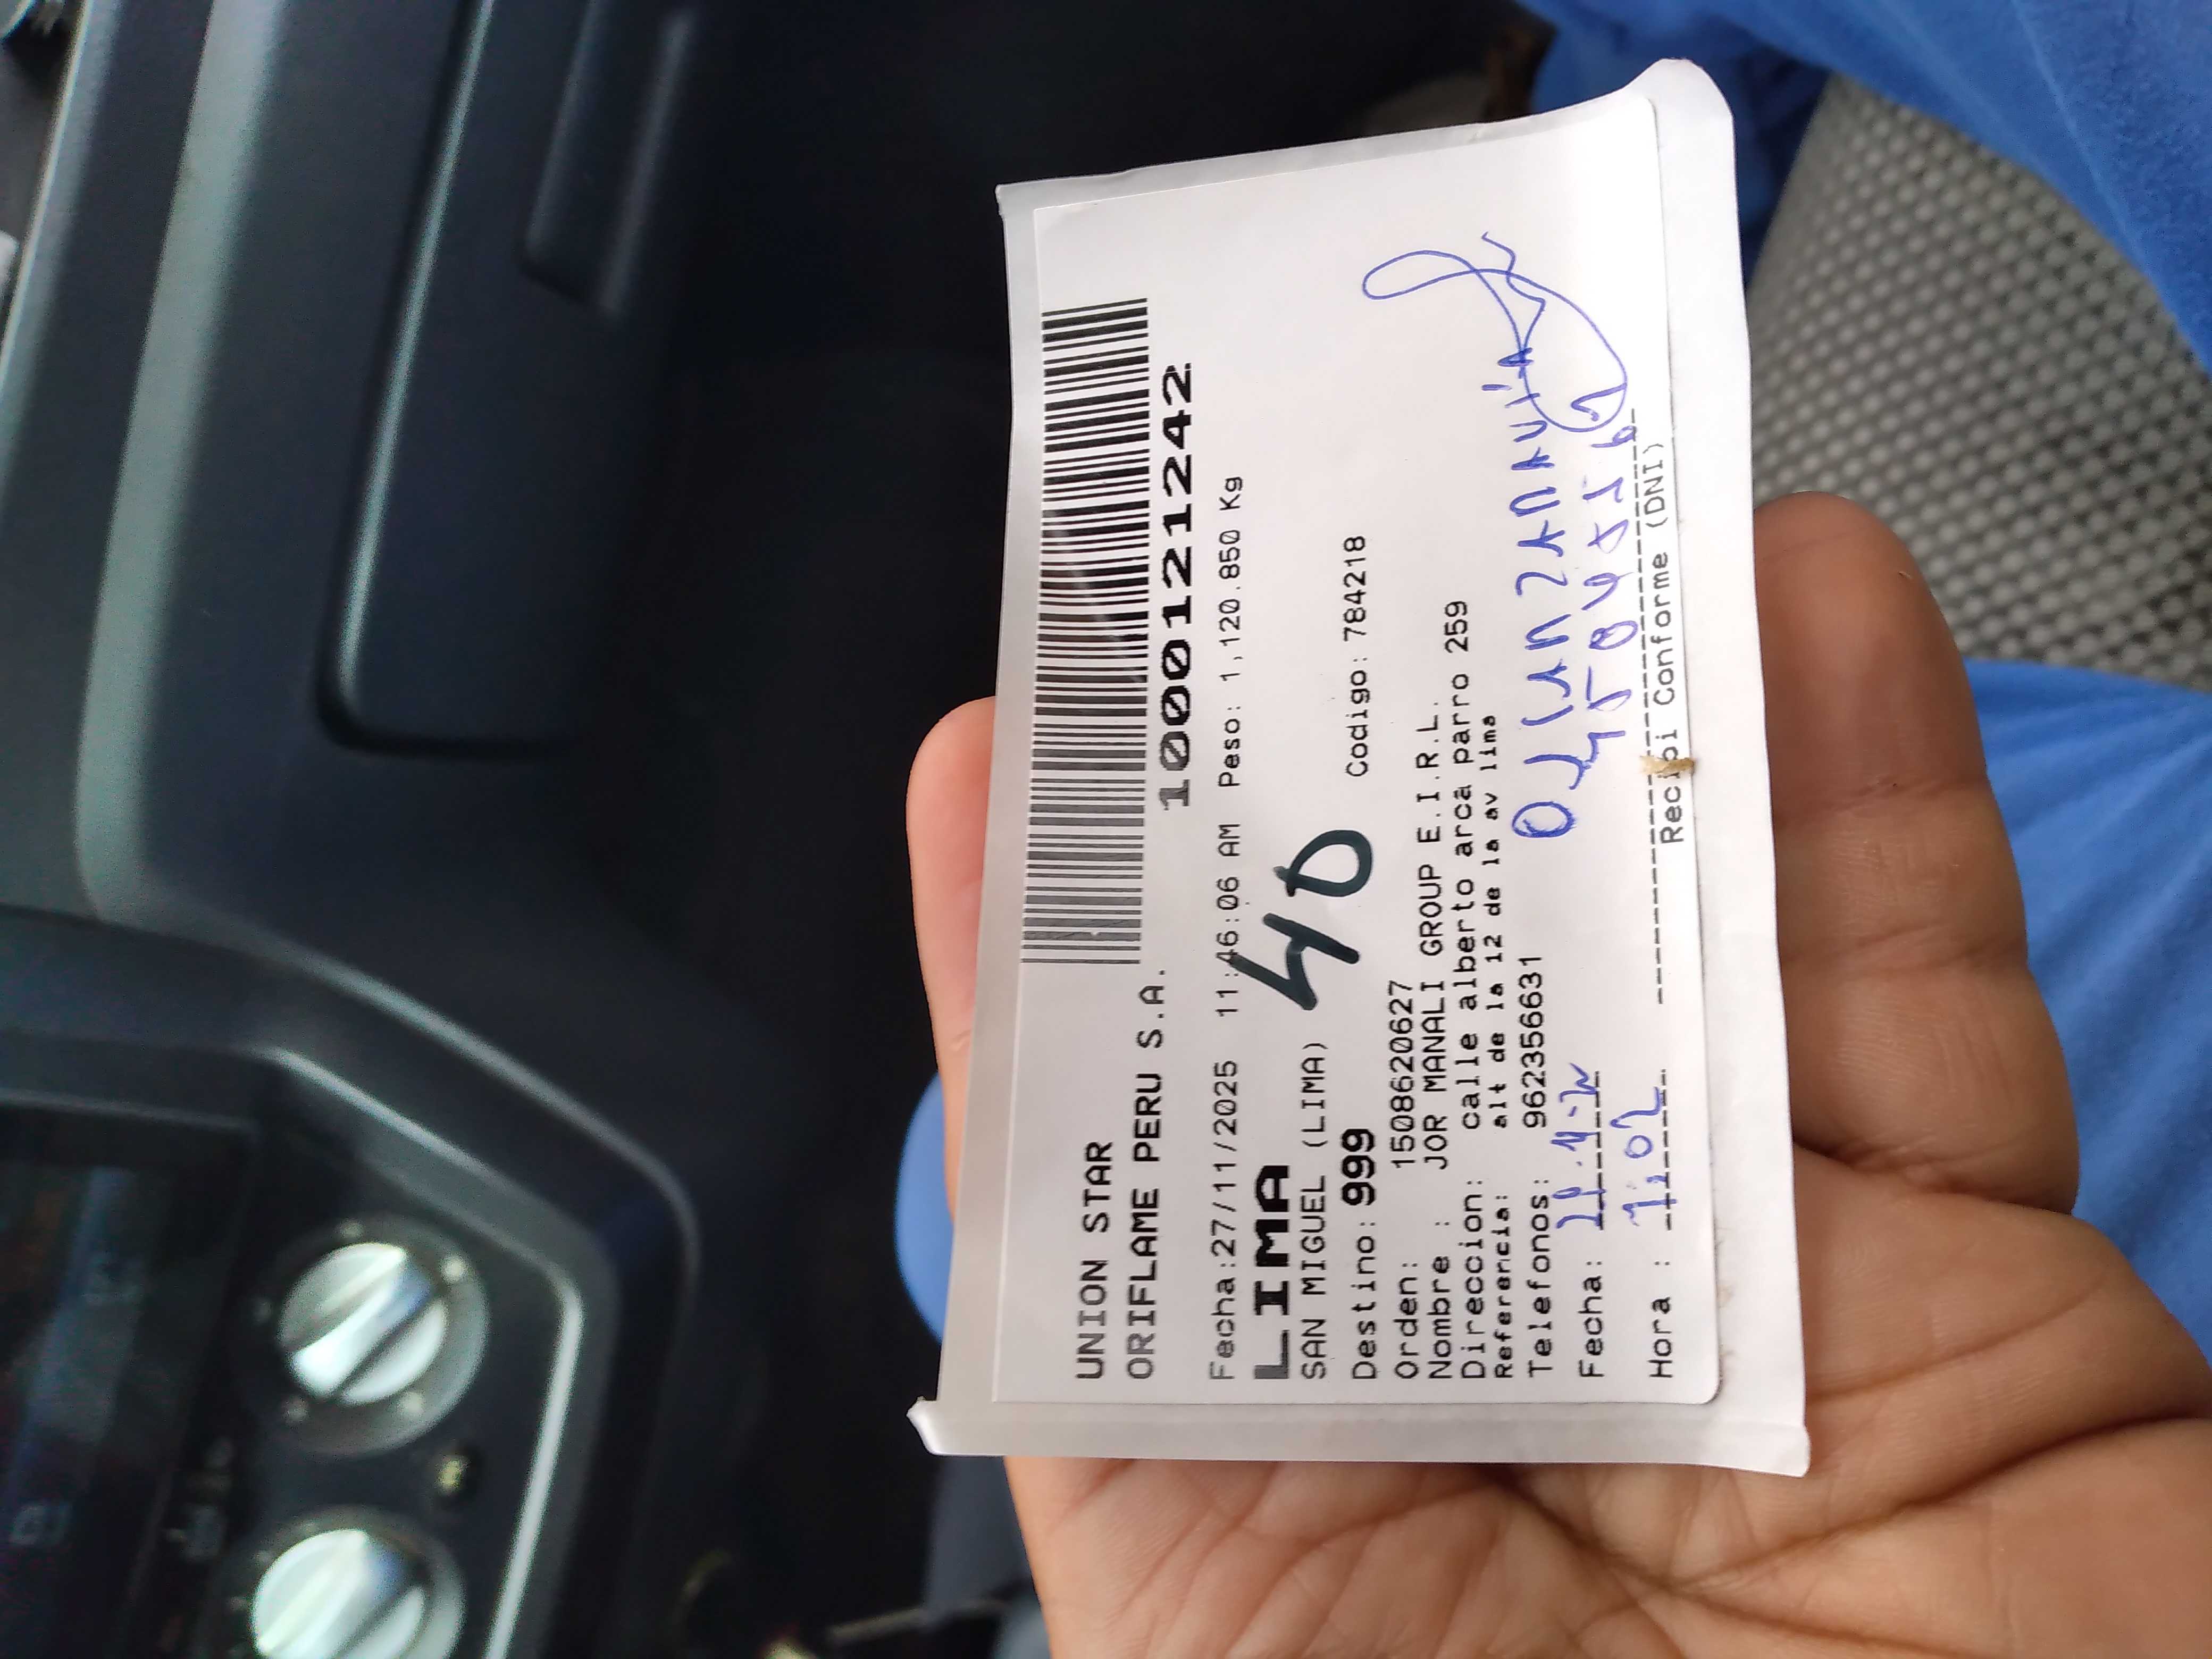 UNION STAR
ORIFLAME PERU S.A.
1000121242
Fecha:27/11/2025 11:46:06 AM Peso: 1,120.850 Kg
LIMA
40
SAN MIGUEL (LIMA)
Destino: 999 Codigo: 784218
Orden: 1508620627
Nombre : JOR MANALI GROUP E.I.R.L.
Direccion: calle alberto arca parro 259
Referencia: alt de la 12 de la av lima
Telefonos: 962356631
Fecha:
Hora :
Recibi Conforme (DNI)